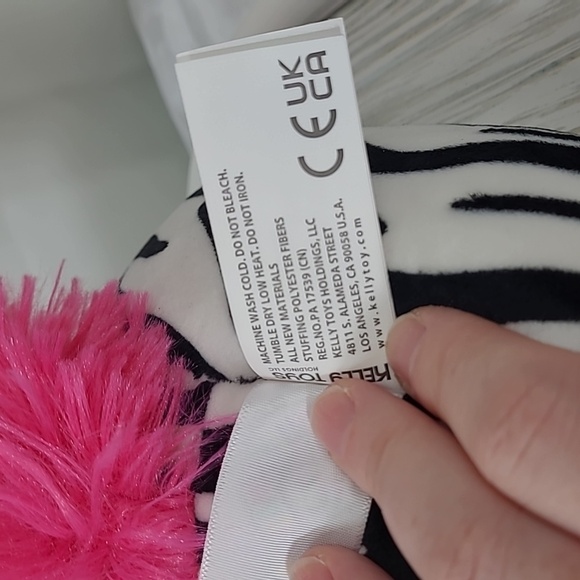 UK
CA
CE
MACHINE WASH COLD. DO NOT BLEACH.
TUMBLE DRY LOW HEAT. DO NOT IRON.
ALL NEW MATERIALS
STUFFING POLYESTER FIBERS
REG.NO.PA 17539 (CN)
KELLY TOYS HOLDINGS, LLC
4811 S. ALAMEDA STREET
LOS ANGELES, CA 90058 U.S.A.
www.kellytoy.com
KELLY TOYS
HOLDINGS LLC